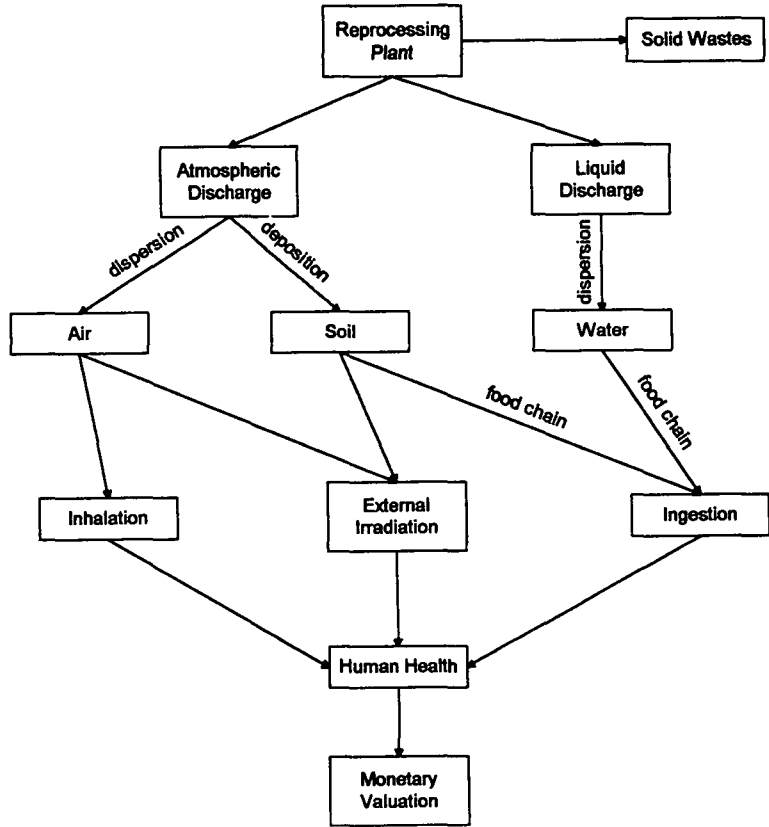 Reprocessing
Plant
Solid Wastes
Atmospheric
Discharge
Liquid
Discharge
dispersion
deposition
dispersion
Air
Soil
Water
food chain
food chain
Inhalation
External
Irradiation
Ingestion
Human Health
Monetary
Valuation